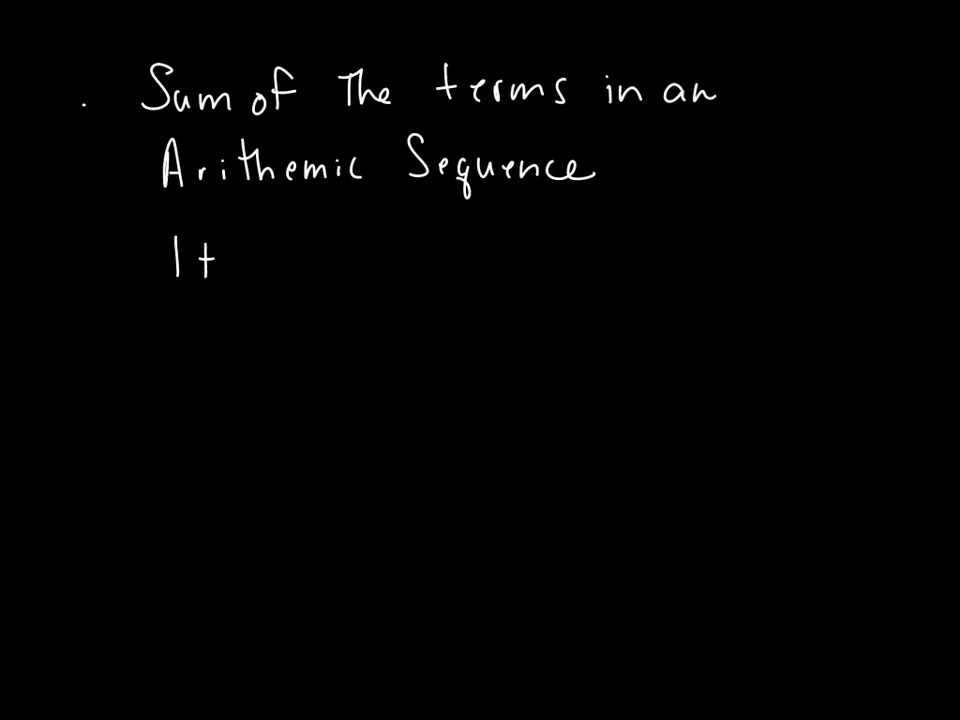 Sum of The terms in an
Arithemic Sequence
1 +